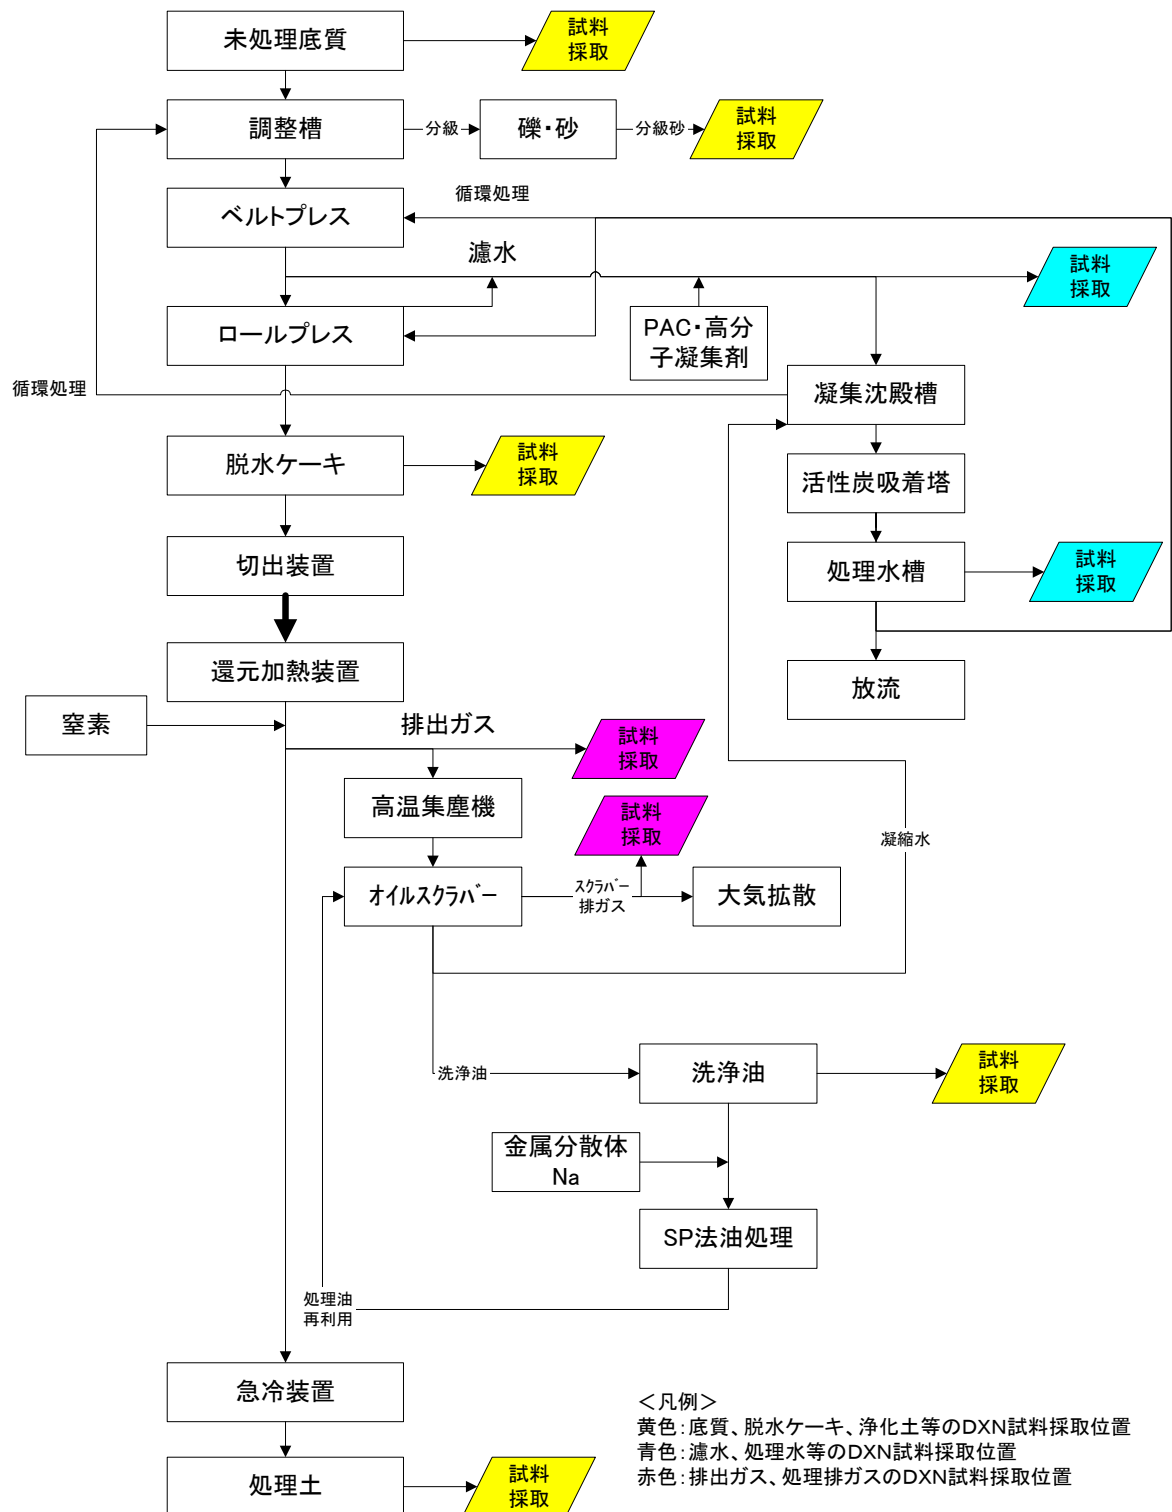 未処理底質
試料
採取
調整槽
分級
礫・砂
分級砂
試料
採取
循環処理
ベルトプレス
濾水
試料
採取
ロールプレス
PAC・高分
子凝集剤
循環処理
凝集沈殿槽
脱水ケーキ
試料
採取
活性炭吸着塔
切出装置
処理水槽
試料
採取
還元加熱装置
放流
窒素
排出ガス
試料
採取
高温集塵機
試料
採取
凝縮水
オイルスクラバー
スクラバー
排ガス
大気拡散
洗浄油
洗浄油
試料
採取
金属分散体
Na
SP法油処理
処理油
再利用
急冷装置
処理土
試料
採取
<凡例>
黄色:底質、脱水ケーキ、浄化土等のDXN試料採取位置
青色:濾水、処理水等のDXN試料採取位置
赤色:排出ガス、処理排ガスのDXN試料採取位置